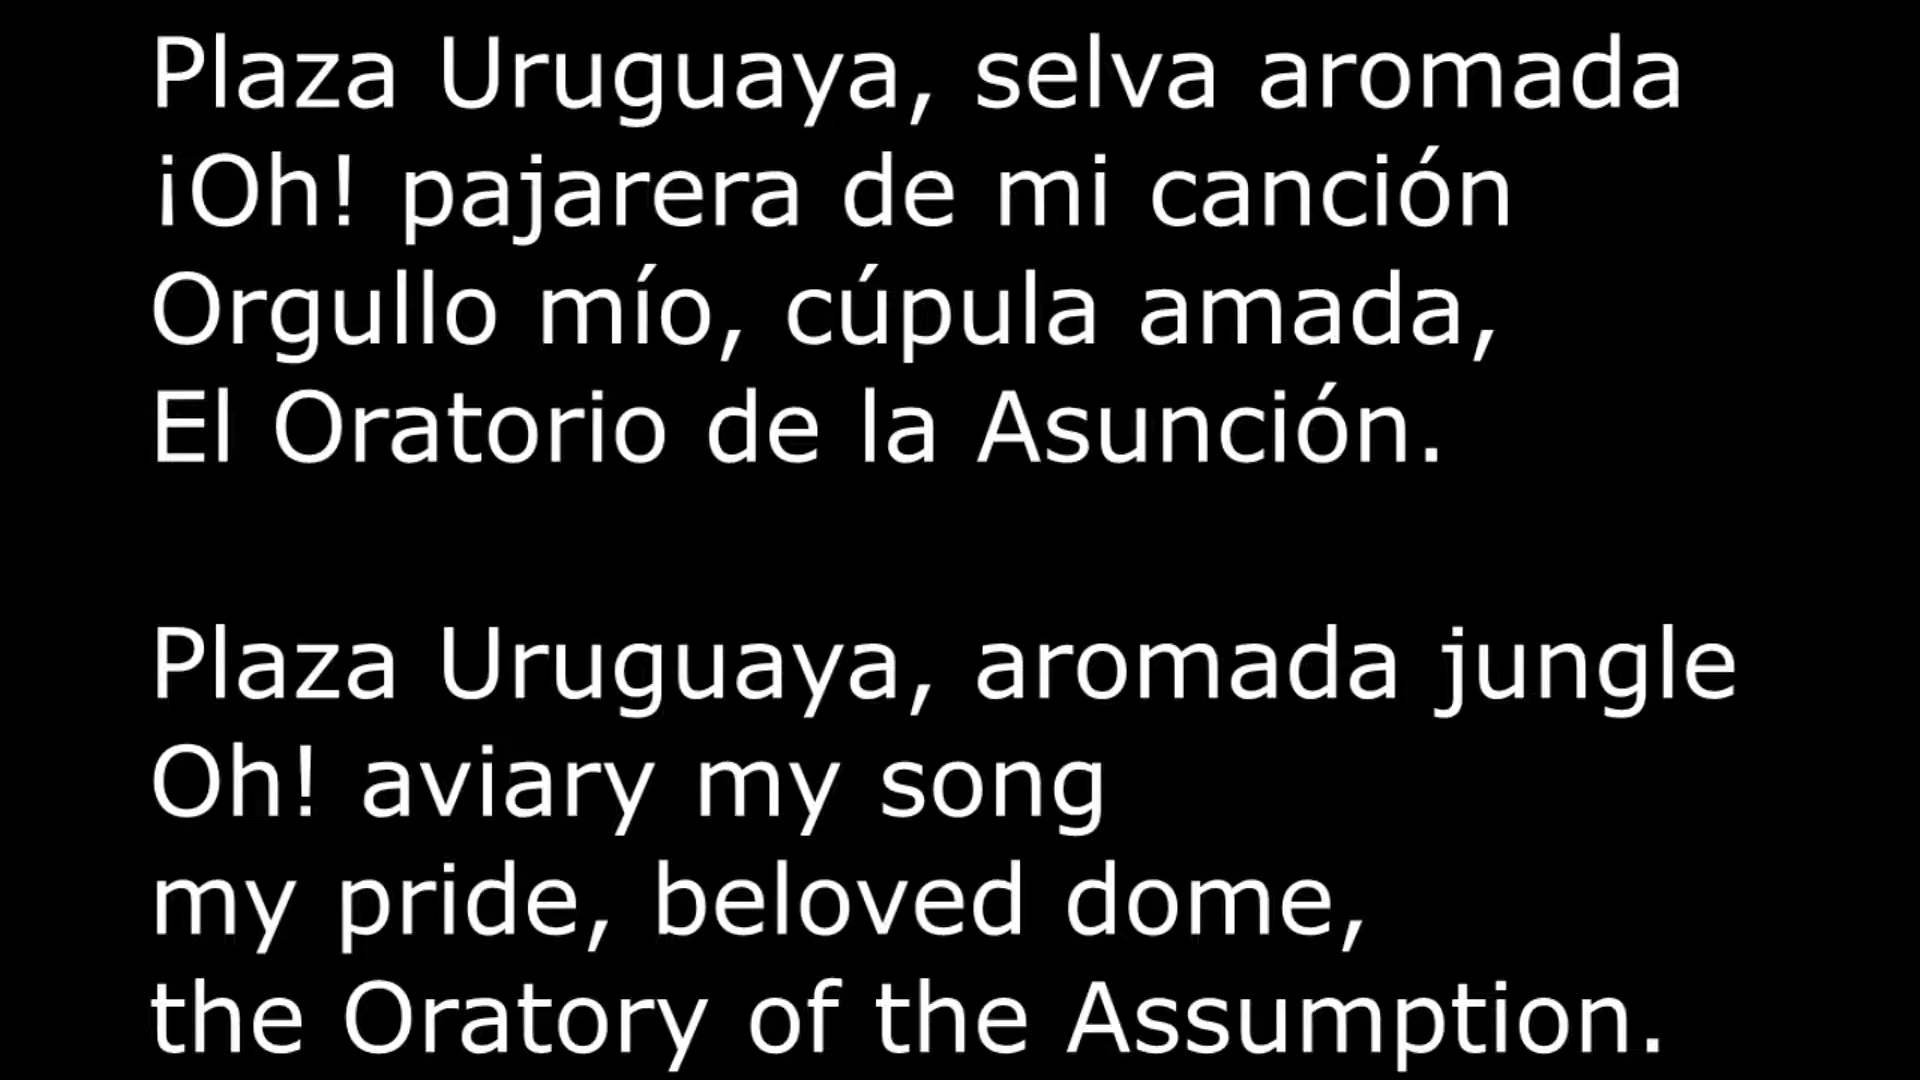 Plaza Uruguaya, selva aromada
¡Oh! pajarera de mi canción
Orgullo mío, cúpula amada,
El Oratorio de la Asunción.
Plaza Uruguaya, aromada jungle
Oh! aviary my song
my pride, beloved dome,
the Oratory of the Assumption.